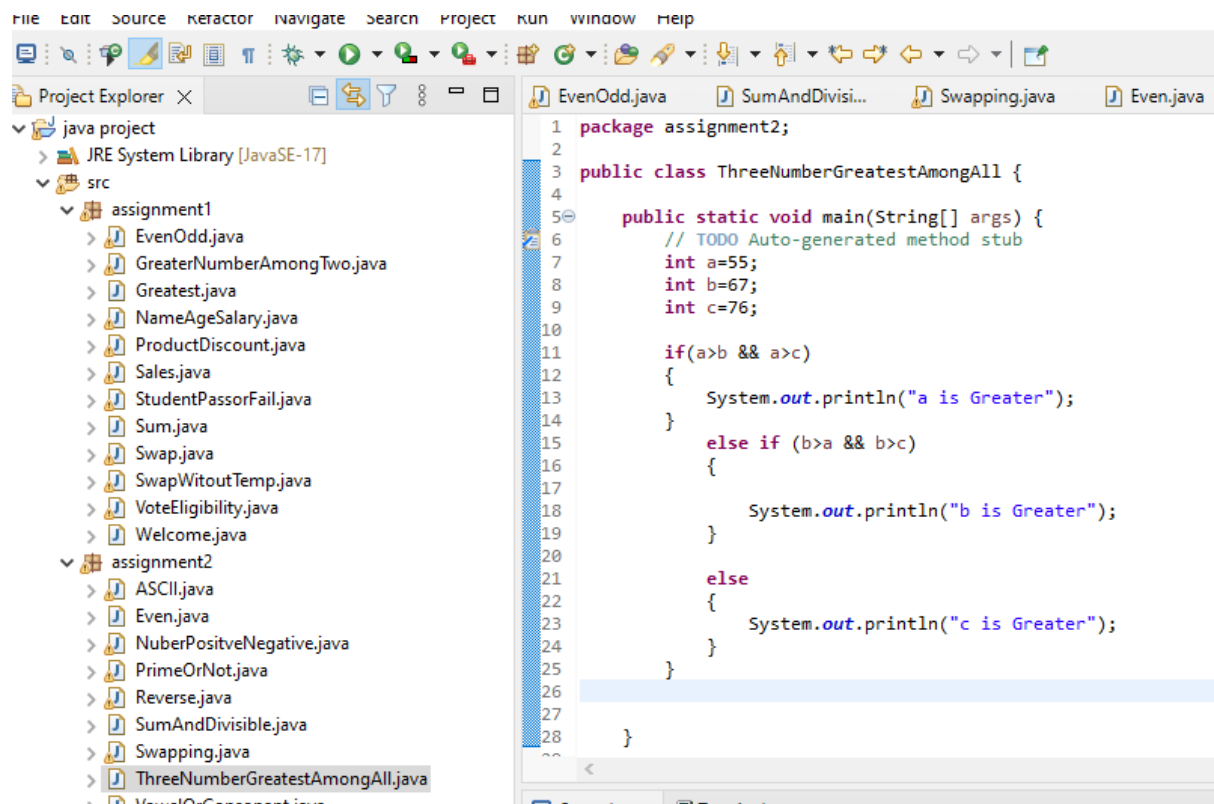 File Edit Source Refactor Navigate Search Project Run Window Help
Project Explorer
EvenOdd.java SumAndDivisi... Swapping.java Even.java
java project
JRE System Library [JavaSE-17]
src
assignment1
EvenOdd.java
GreaterNumberAmongTwo.java
Greatest.java
NameAgeSalary.java
ProductDiscount.java
Sales.java
StudentPassorFail.java
Sum.java
Swap.java
SwapWitoutTemp.java
VoteEligibility.java
Welcome.java
assignment2
ASCII.java
Even.java
NuberPositveNegative.java
PrimeOrNot.java
Reverse.java
SumAndDivisible.java
Swapping.java
ThreeNumberGreatestAmongAll.java
1 package assignment2;
2
3 public class ThreeNumberGreatestAmongAll {
4
5 public static void main(String[] args) {
6 // TODO Auto-generated method stub
7 int a=55;
8 int b=67;
9 int c=76;
10
11 if(a>b && a>c)
12 {
13 System.out.println("a is Greater");
14 }
15 else if (b>a && b>c)
16 {
17
18 System.out.println("b is Greater");
19 }
20
21 else
22 {
23 System.out.println("c is Greater");
24 }
25 }
26
27
28 }